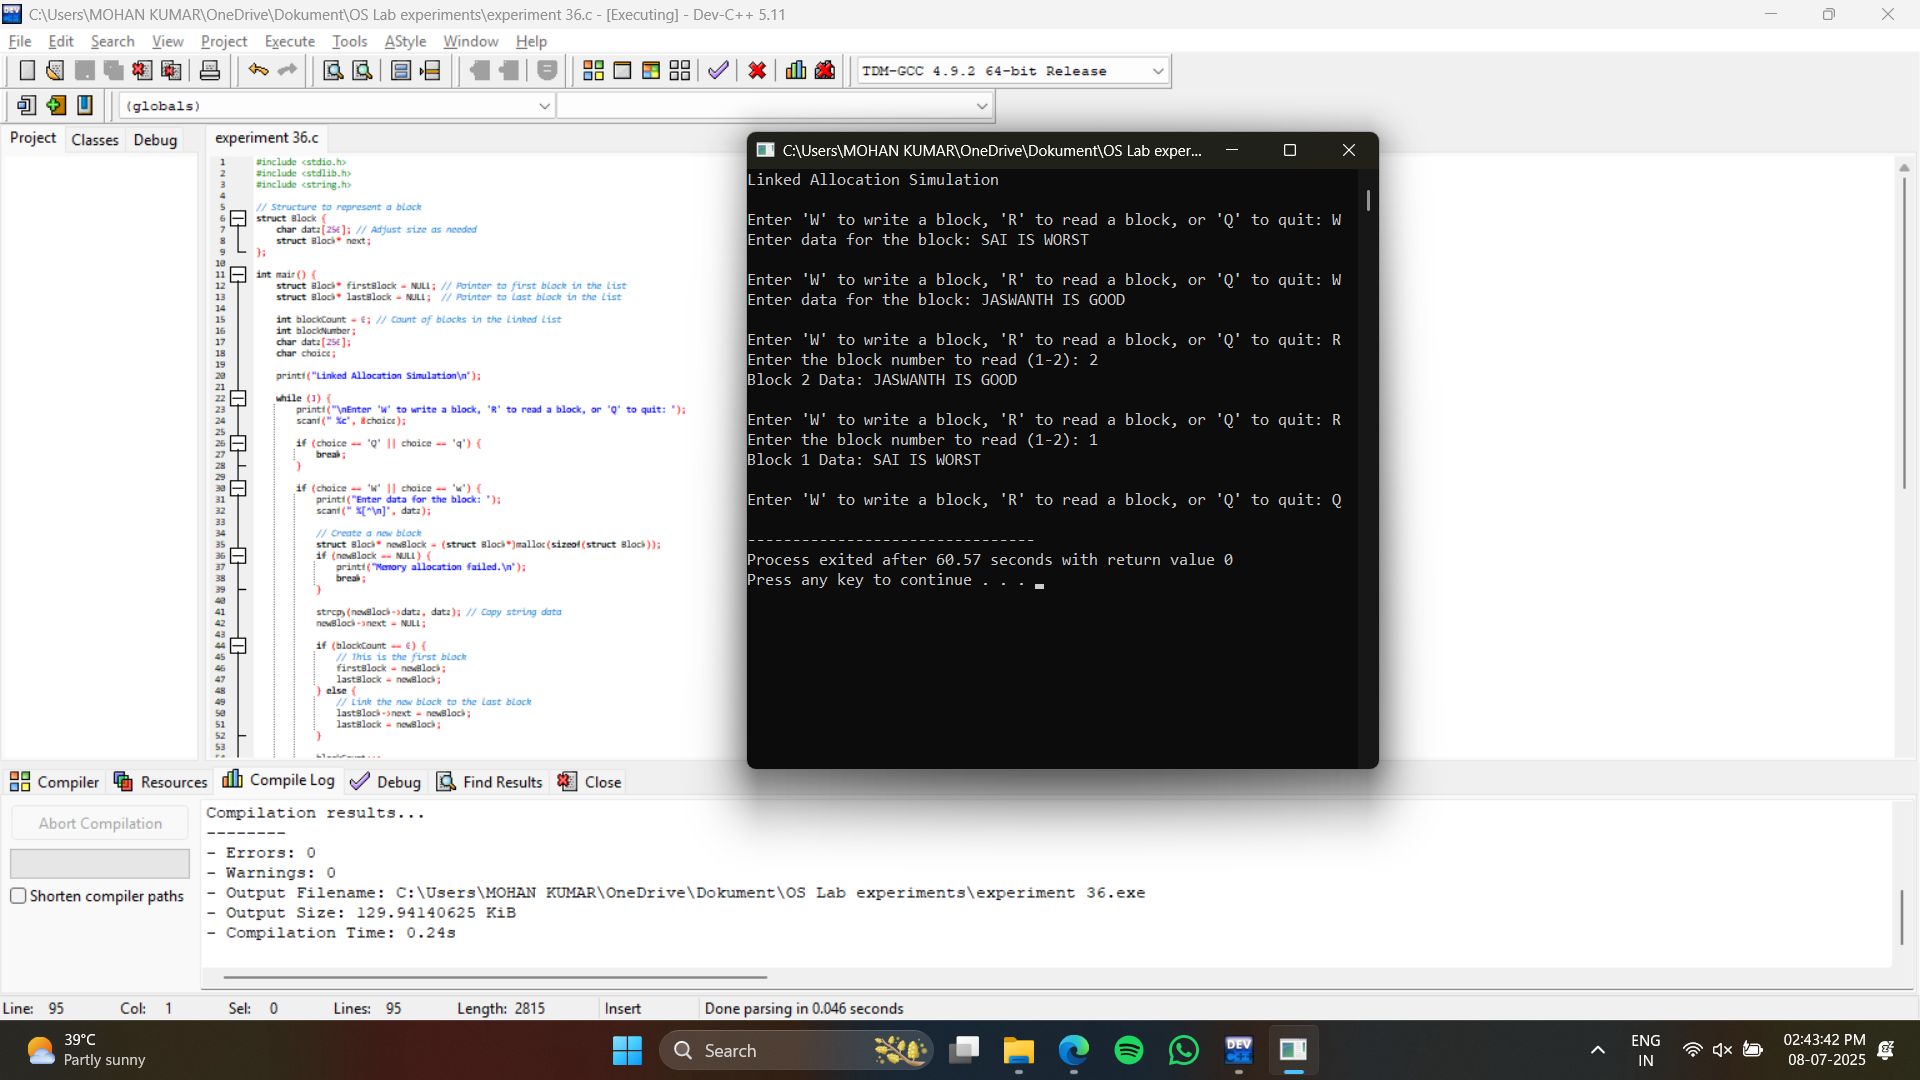 C:\Users\MOHAN KUMAR\OneDrive\Dokument\OS Lab experiments\experiment 36.c - [Executing] - Dev-C++ 5.11
File Edit Search View Project Execute Tools AStyle Window Help
TDM-GCC 4.9.2 64-bit Release
(globals)
Project Classes Debug
experiment 36.c
1 #include <stdio.h>
2 #include <stdlib.h>
3 #include <string.h>
4
5 // Structure to represent a block
6 struct Block {
7 char data[256]; // Adjust size as needed
8 struct Block* next;
9 };
10
11 int main() {
12 struct Block* firstBlock = NULL; // Pointer to first block in the list
13 struct Block* lastBlock = NULL; // Pointer to last block in the list
14
15 int blockCount = 0; // Count of blocks in the linked list
16 int blockNumber;
17 char data[256];
18 char choice;
19
20 printf("Linked Allocation Simulation\n");
21
22 while (1) {
23 printf("\nEnter 'W' to write a block, 'R' to read a block, or 'Q' to quit: ");
24 scanf(" %c", &choice);
25
26 if (choice == 'Q' || choice == 'q') {
27 break;
28 }
29
30 if (choice == 'W' || choice == 'w') {
31 printf("Enter data for the block: ");
32 scanf(" %[^\n]", data);
33
34 // Create a new block
35 struct Block* newBlock = (struct Block*)malloc(sizeof(struct Block));
36 if (newBlock == NULL) {
37 printf("Memory allocation failed.\n");
38 break;
39 }
40
41 strcpy(newBlock->data, data); // Copy string data
42 newBlock->next = NULL;
43
44 if (blockCount == 0) {
45 // This is the first block
46 firstBlock = newBlock;
47 lastBlock = newBlock;
48 } else {
49 // Link the new block to the last block
50 lastBlock->next = newBlock;
51 lastBlock = newBlock;
52 }
53
C:\Users\MOHAN KUMAR\OneDrive\Dokument\OS Lab exper...
Linked Allocation Simulation
Enter 'W' to write a block, 'R' to read a block, or 'Q' to quit: W
Enter data for the block: SAI IS WORST
Enter 'W' to write a block, 'R' to read a block, or 'Q' to quit: W
Enter data for the block: JASWANTH IS GOOD
Enter 'W' to write a block, 'R' to read a block, or 'Q' to quit: R
Enter the block number to read (1-2): 2
Block 2 Data: JASWANTH IS GOOD
Enter 'W' to write a block, 'R' to read a block, or 'Q' to quit: R
Enter the block number to read (1-2): 1
Block 1 Data: SAI IS WORST
Enter 'W' to write a block, 'R' to read a block, or 'Q' to quit: Q
--------------------------------
Process exited after 60.57 seconds with return value 0
Press any key to continue . . .
Compiler Resources Compile Log Debug Find Results Close
Abort Compilation
Shorten compiler paths
Compilation results...
--------
- Errors: 0
- Warnings: 0
- Output Filename: C:\Users\MOHAN KUMAR\OneDrive\Dokument\OS Lab experiments\experiment 36.exe
- Output Size: 129.94140625 KiB
- Compilation Time: 0.24s
Line: 95 Col: 1 Sel: 0 Lines: 95 Length: 2815 Insert Done parsing in 0.046 seconds
39°C
Partly sunny
Search
DEV
ENG
IN
02:43:42 PM
08-07-2025